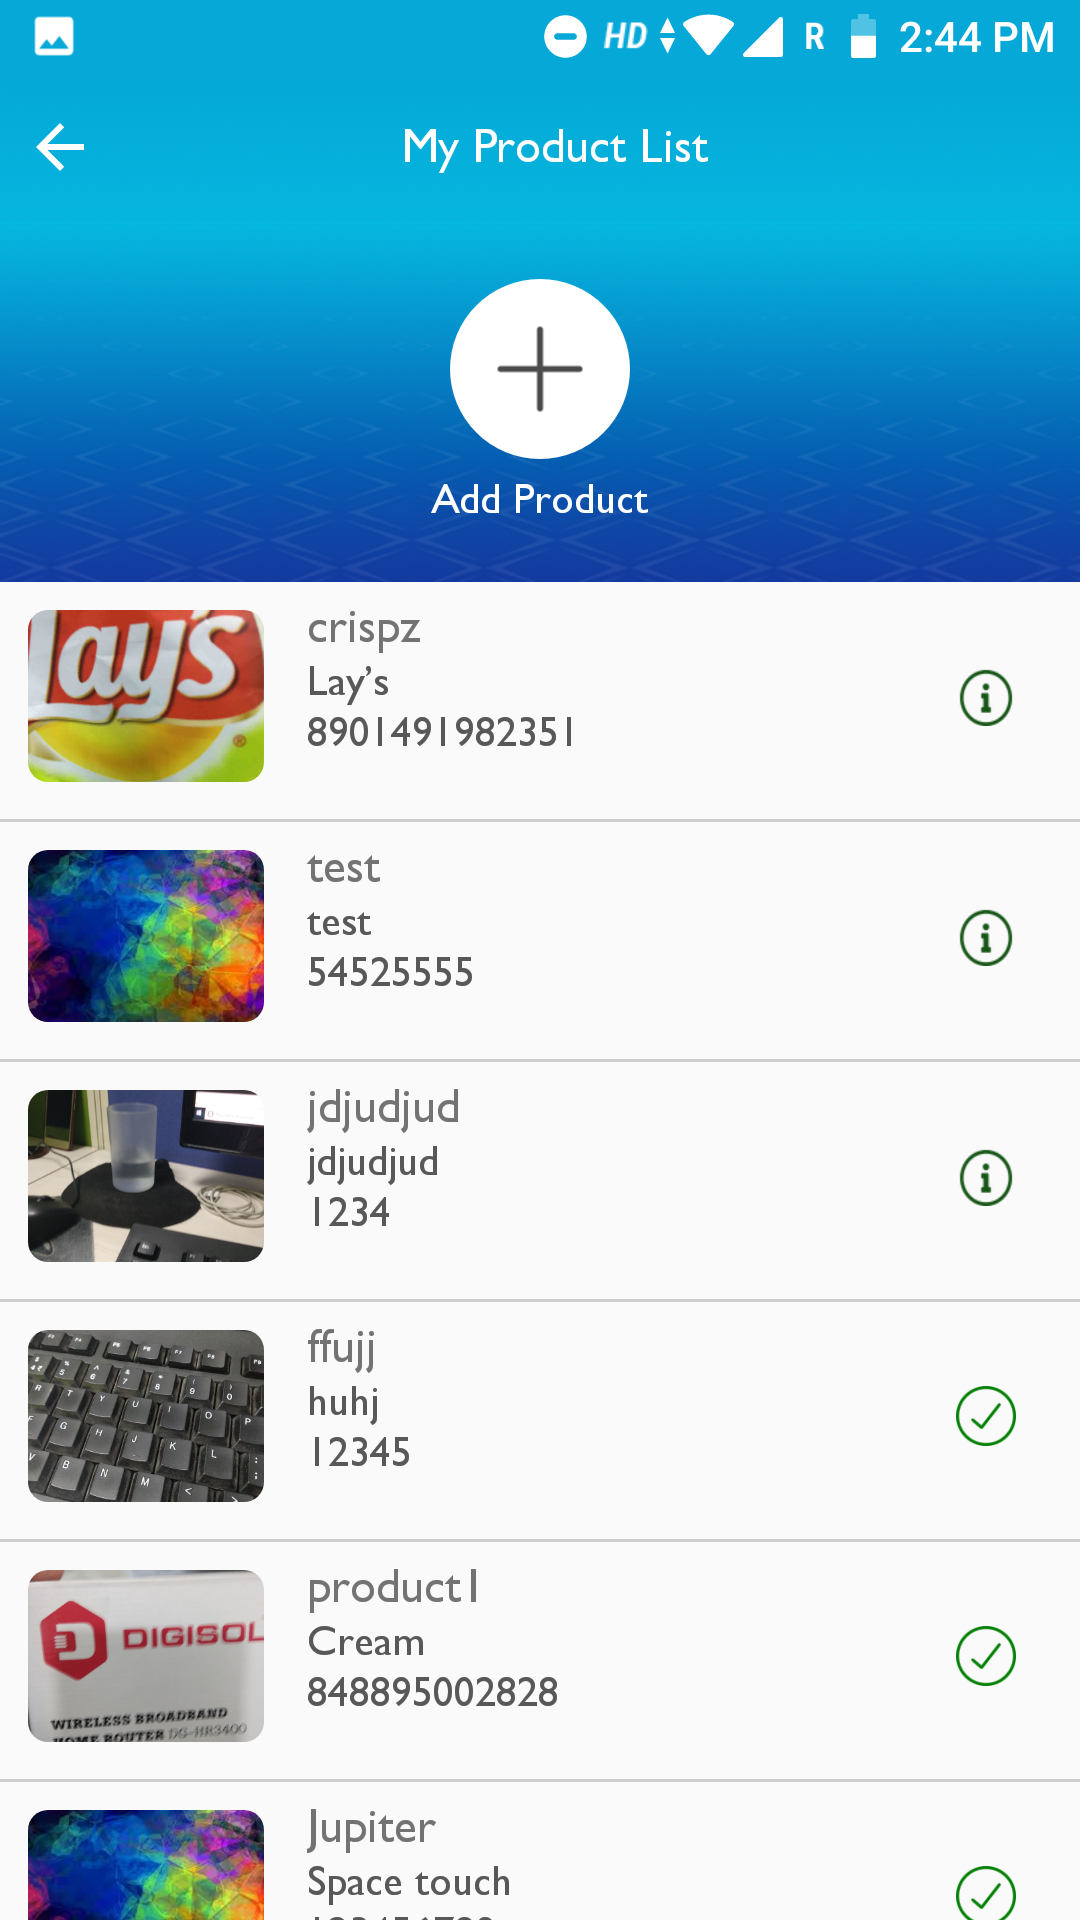 HD R 2:44 PM
My Product List
Add Product
Lay's
crispz
Lay’s
8901491982351
test
test
54525555
jdjudjud
jdjudjud
1234
ffujj
huhj
12345
DIGISOL
WIRELESS BROADBAND
HOME ROUTER DG-HR3400
product1
Cream
848895002828
Jupiter
Space touch